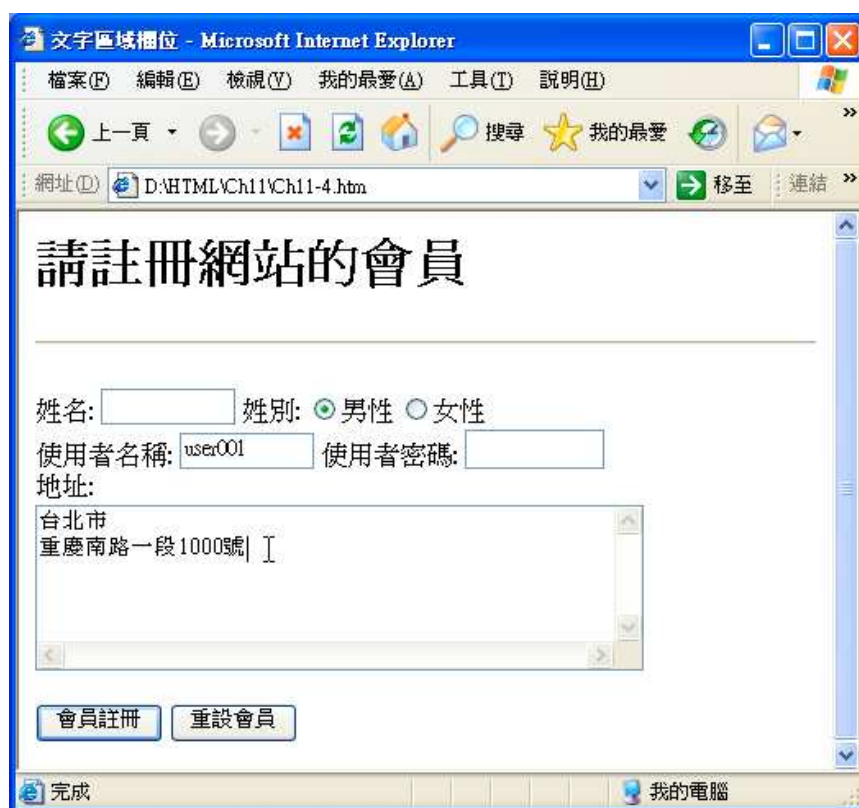 文字區域欄位 - Microsoft Internet Explorer
檔案(F) 編輯(E) 檢視(V) 我的最愛(A) 工具(T) 說明(H)
上一頁 搜尋 我的最愛 »
網址(D) D:\HTML\Ch11\Ch11-4.htm 移至 連結 »
請註冊網站的會員
姓名: 姓別: 男性 女性
使用者名稱: user001 使用者密碼:
地址:
台北市
重慶南路一段1000號
會員註冊 重設會員
完成 我的電腦